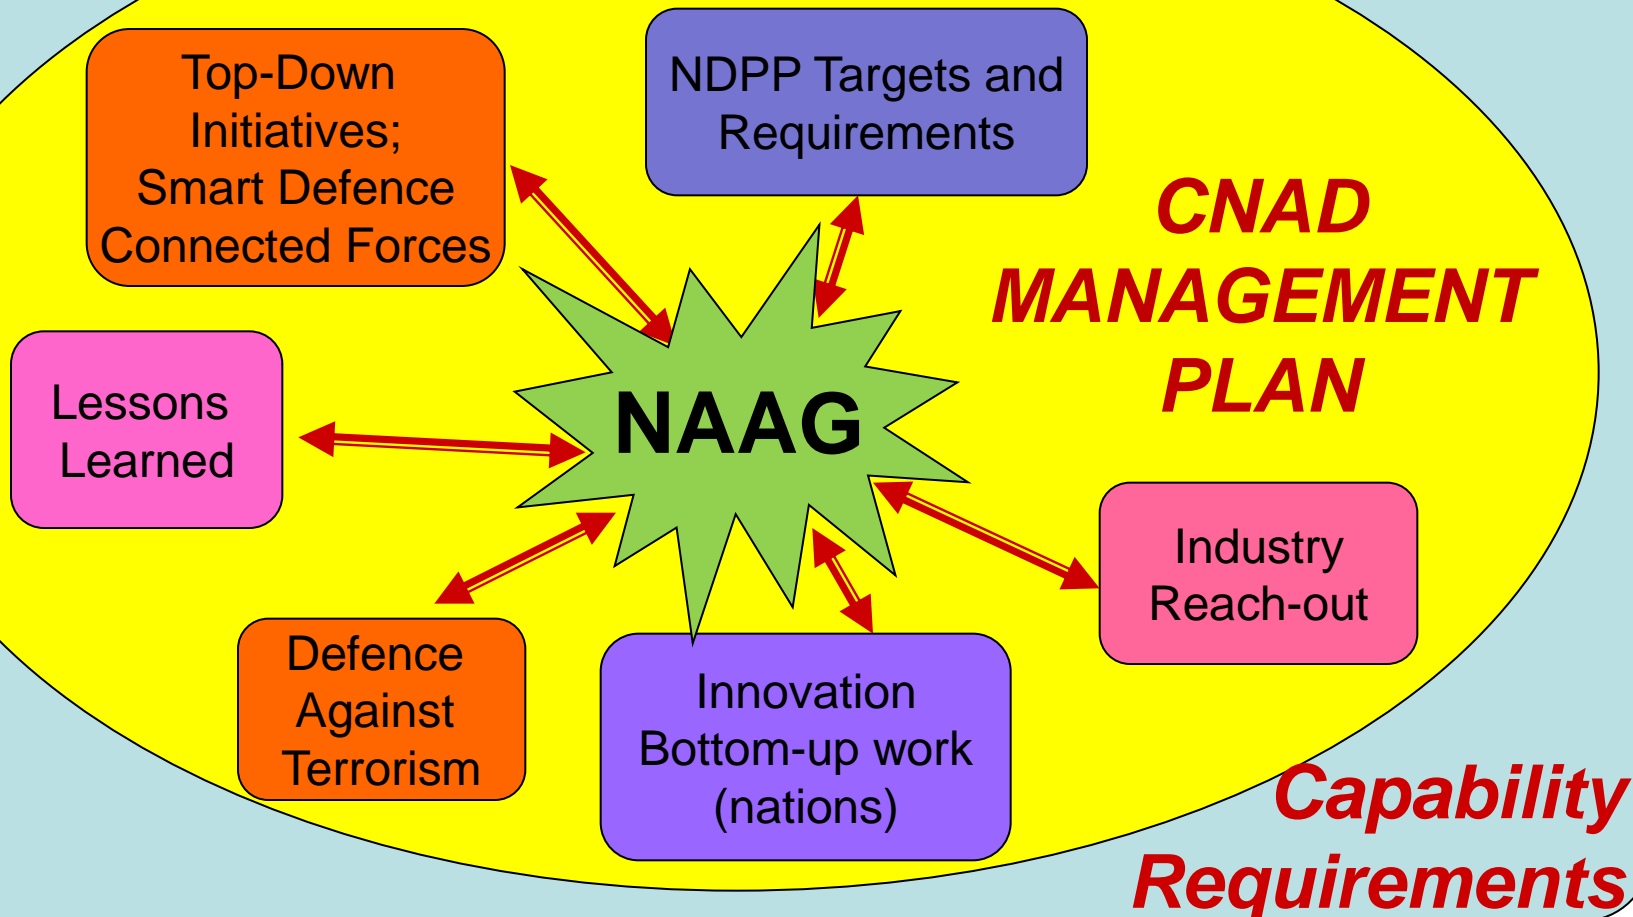 Top-Down
Initiatives;
Smart Defence
Connected Forces
NDPP Targets and
Requirements
CNAD
MANAGEMENT
PLAN
Lessons
Learned
NAAG
Industry
Reach-out
Defence
Against
Terrorism
Innovation
Bottom-up work
(nations)
Capability
Requirements